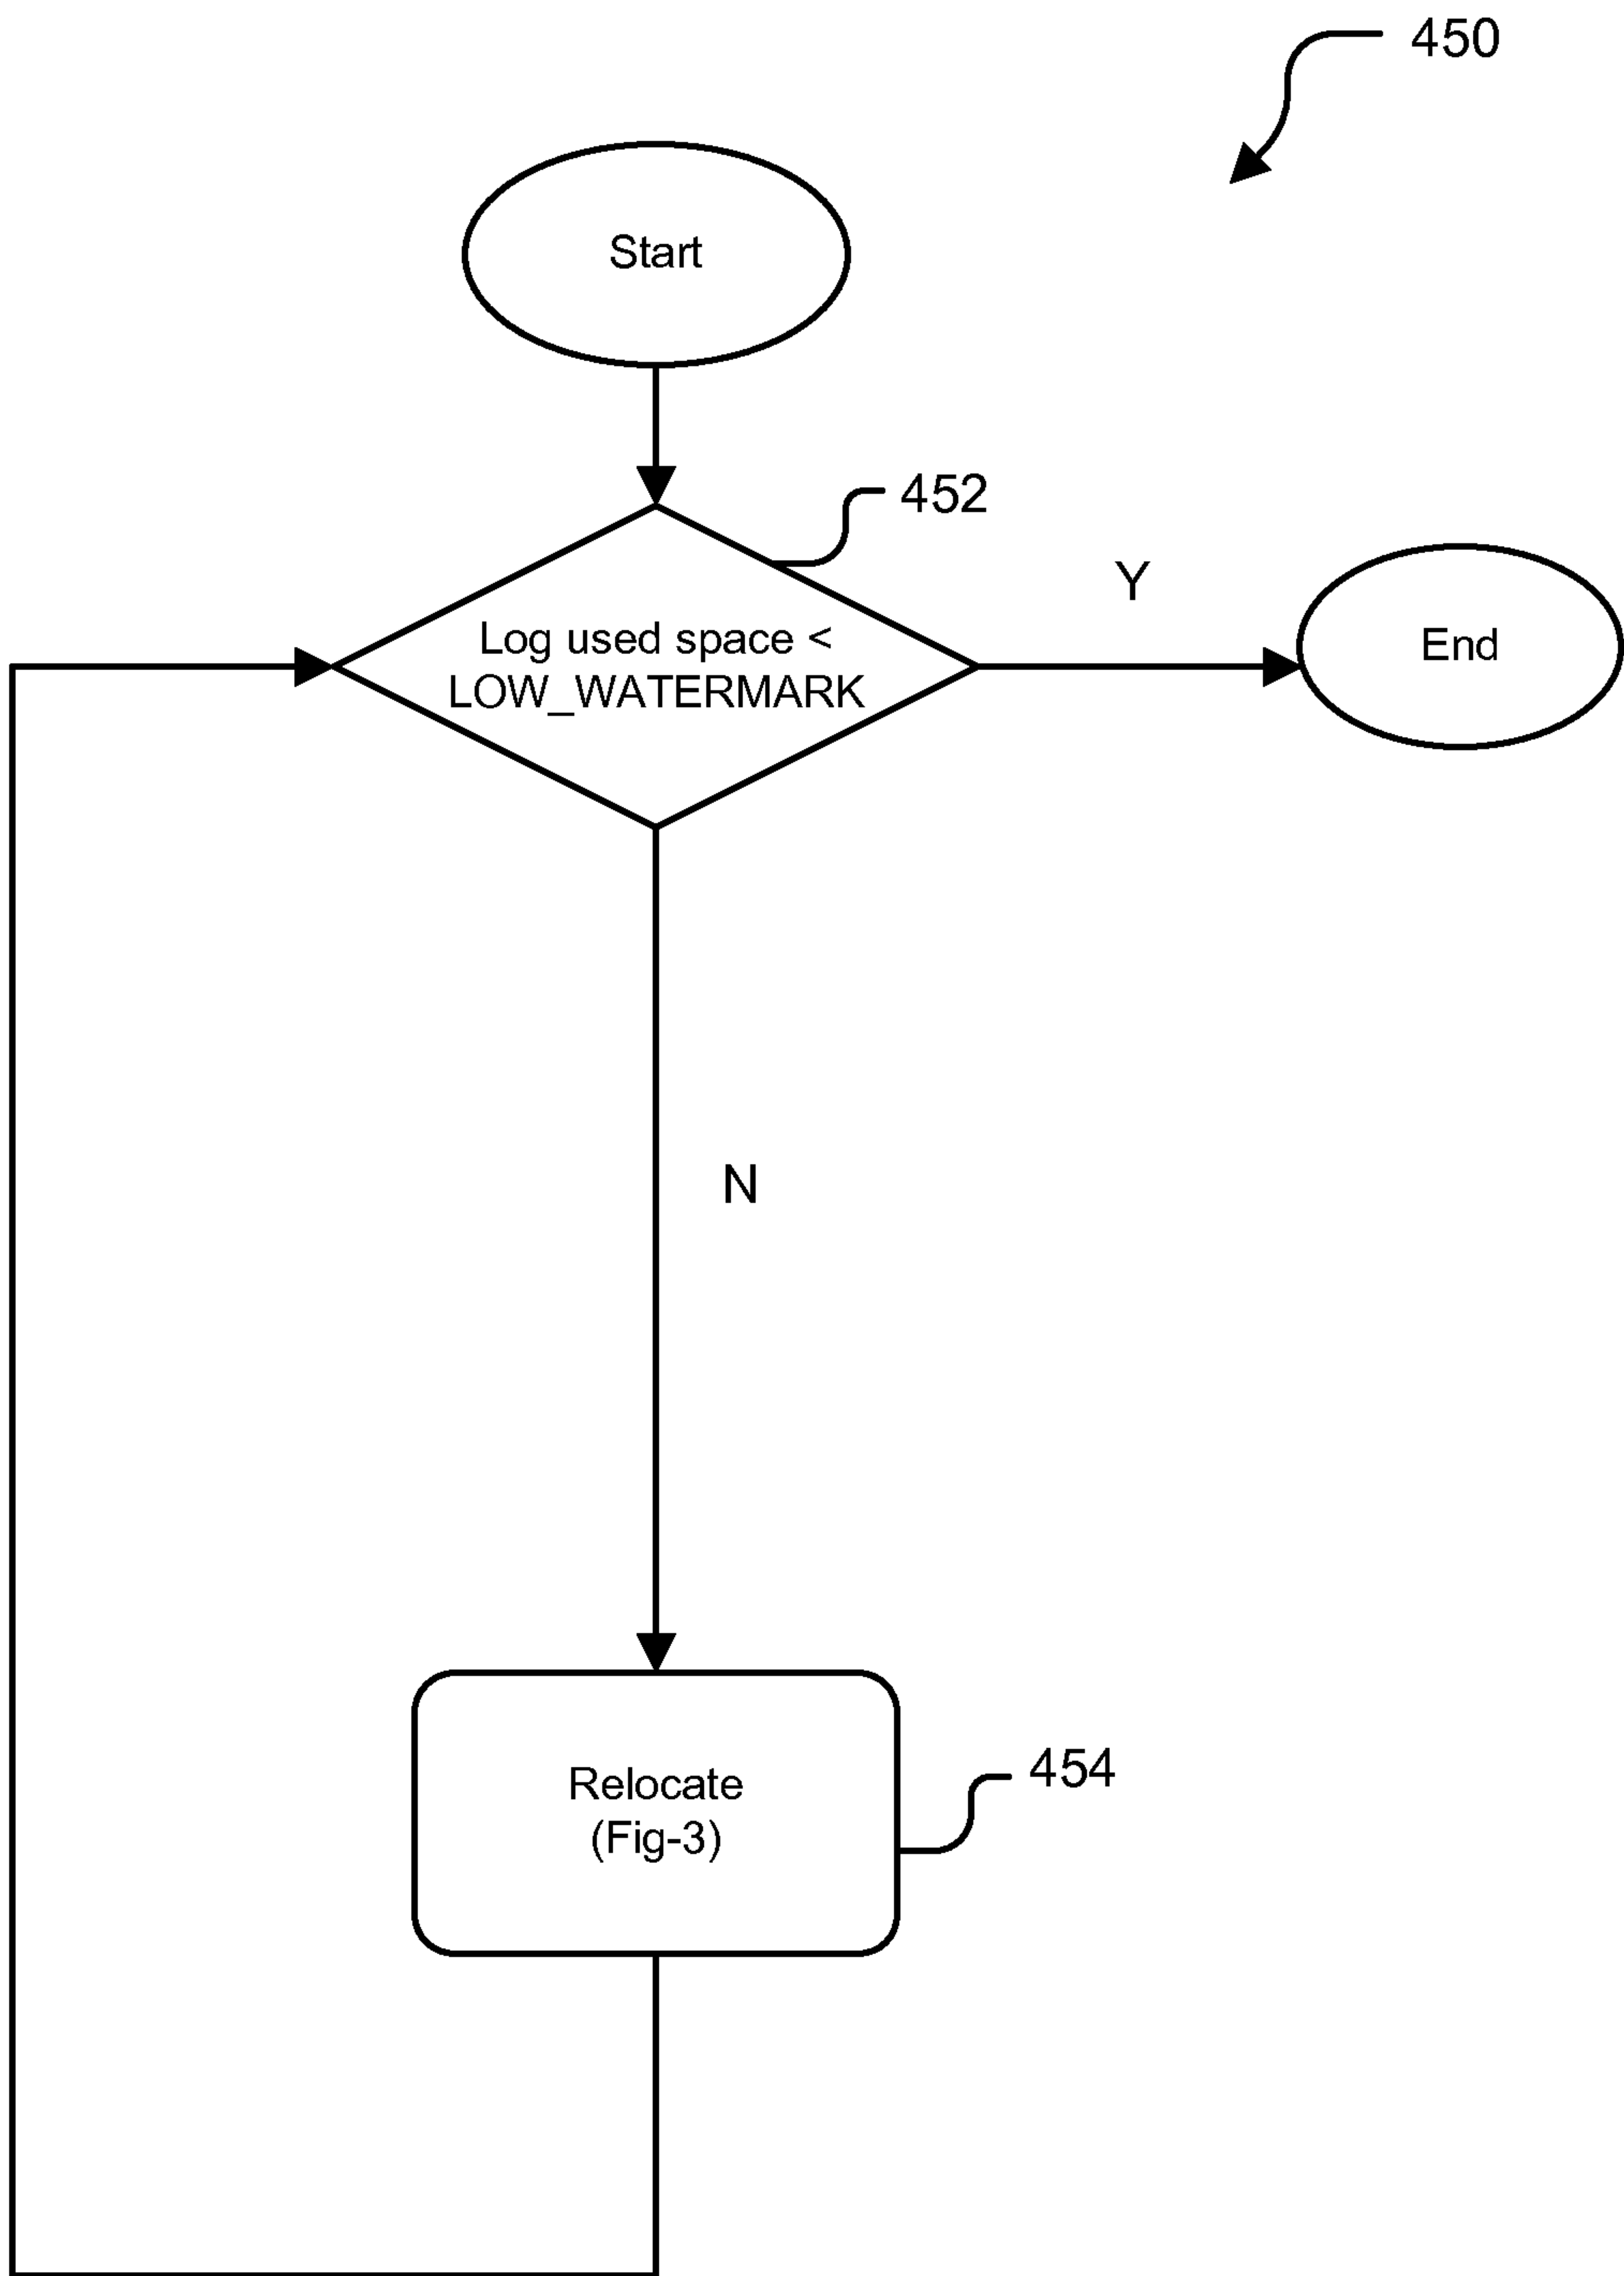 450
Start
452
Log used space <
LOW_WATERMARK
Y
End
N
Relocate
(Fig-3)
454